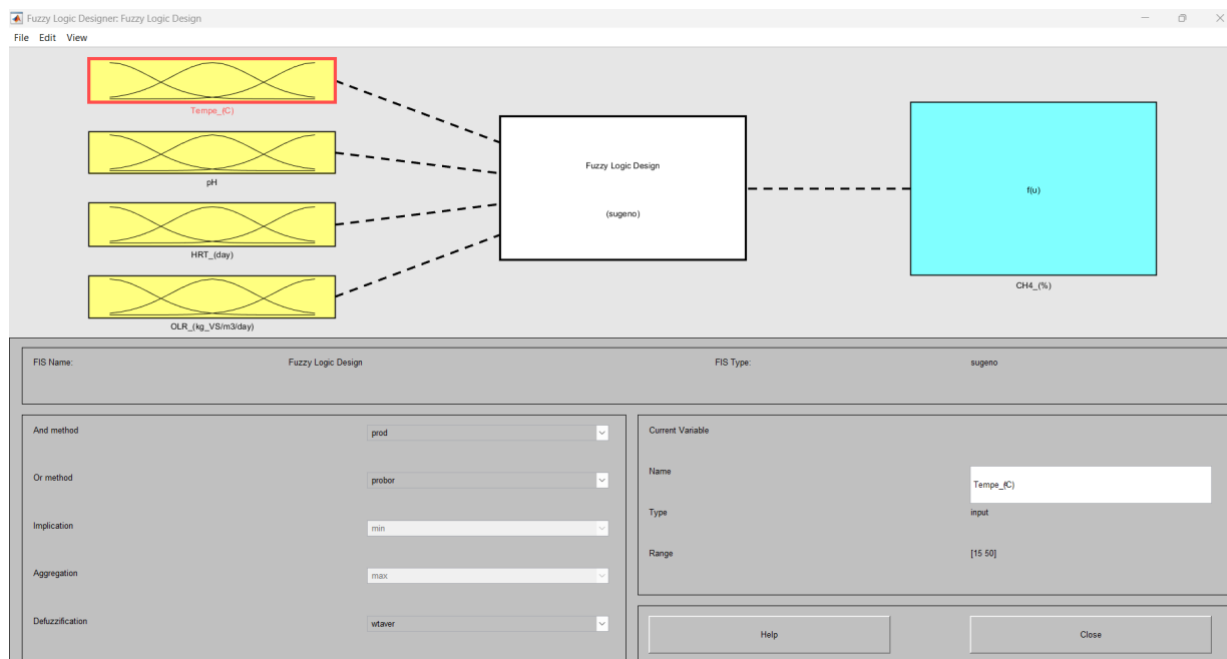 Fuzzy Logic Designer: Fuzzy Logic Design
File Edit View
Tempe_(C)
pH
HRT_(day)
OLR_(kg_VS/m3/day)
Fuzzy Logic Design
(sugeno)
f(u)
CH4_(%)
FIS Name: Fuzzy Logic Design FIS Type: sugeno
And method prod
Or method probor
Implication min
Aggregation max
Defuzzification wtaver
Current Variable
Name Tempe_(C)
Type input
Range [15 50]
Help Close